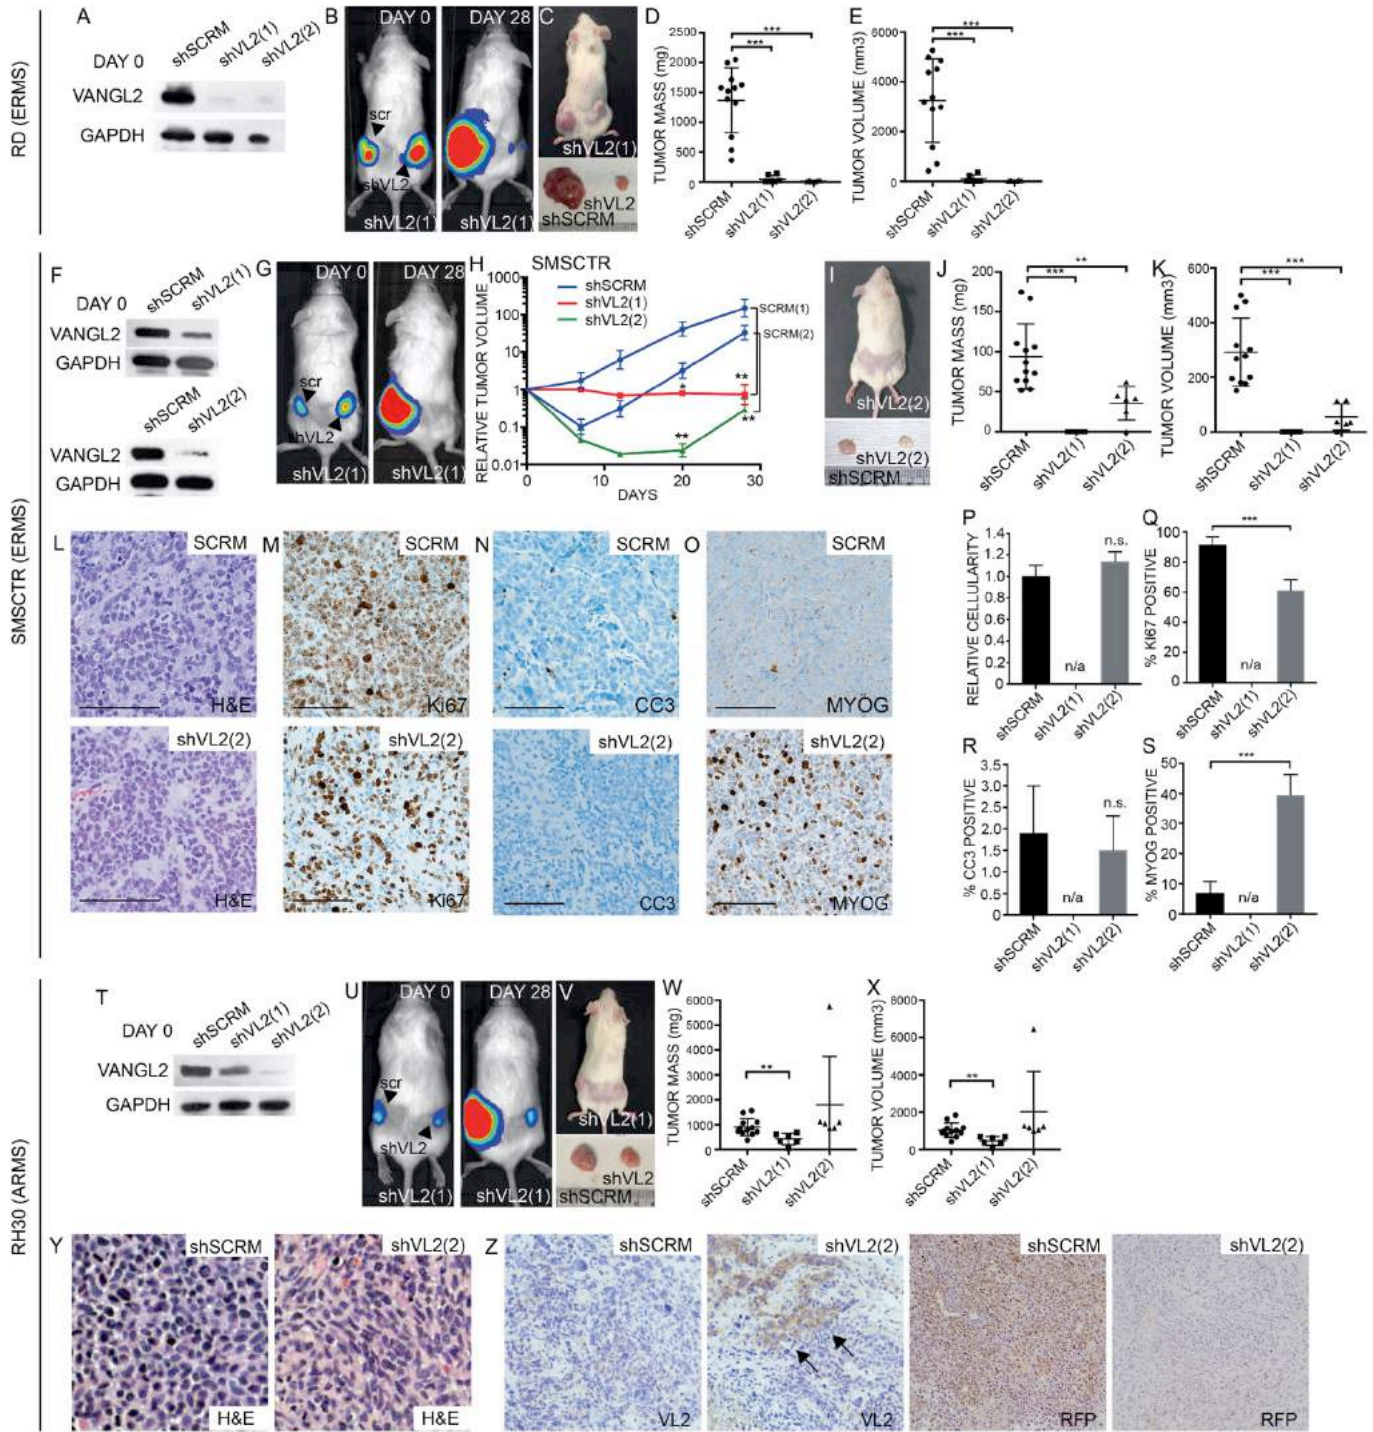 RD (ERMS)
A
DAY 0
shSCRM
shVL2(1)
shVL2(2)
VANGL2
GAPDH
B
DAY 0
scr
shVL2
shVL2(1)
DAY 28
shVL2(1)
C
shVL2(1)
shVL2
shSCRM
D
TUMOR MASS (mg)
2500
2000
1500
1000
500
0
***
***
shSCRM
shVL2(1)
shVL2(2)
E
TUMOR VOLUME (mm3)
6000
4000
2000
0
***
***
shSCRM
shVL2(1)
shVL2(2)
SMSCTR (ERMS)
F
DAY 0
shSCRM
shVL2(1)
VANGL2
GAPDH
shSCRM
shVL2(2)
VANGL2
GAPDH
G
DAY 0
scr
shVL2
shVL2(1)
DAY 28
shVL2(1)
H
SMSCTR
RELATIVE TUMOR VOLUME
1000
100
10
1
0.1
0.01
shSCRM
shVL2(1)
shVL2(2)
SCRM(1)
SCRM(2)
**
*
**
**
0
10
20
30
DAYS
I
shVL2(2)
shVL2(2)
shSCRM
J
TUMOR MASS (mg)
200
150
100
50
0
**
***
shSCRM
shVL2(1)
shVL2(2)
K
TUMOR VOLUME (mm3)
600
400
200
0
***
***
shSCRM
shVL2(1)
shVL2(2)
L
SCRM
H&E
shVL2(2)
H&E
M
SCRM
Ki67
shVL2(2)
Ki67
N
SCRM
CC3
shVL2(2)
CC3
O
SCRM
MYOG
shVL2(2)
MYOG
P
RELATIVE CELLULARITY
1.4
1.2
1.0
0.8
0.6
0.4
0.2
0
n.s.
n/a
shSCRM
shVL2(1)
shVL2(2)
Q
% KI67 POSITIVE
100
80
60
40
20
0
***
n/a
shSCRM
shVL2(1)
shVL2(2)
R
% CC3 POSITIVE
3.5
3.0
2.5
2.0
1.5
1.0
0.5
0
n.s.
n/a
shSCRM
shVL2(1)
shVL2(2)
S
% MYOG POSITIVE
50
40
30
20
10
0
***
n/a
shSCRM
shVL2(1)
shVL2(2)
RH30 (ARMS)
T
DAY 0
shSCRM
shVL2(1)
shVL2(2)
VANGL2
GAPDH
U
DAY 0
scr
shVL2
shVL2(1)
DAY 28
shVL2(1)
V
shVL2(1)
shVL2
shSCRM
W
TUMOR MASS (mg)
6000
5000
4000
3000
2000
1000
0
**
shSCRM
shVL2(1)
shVL2(2)
X
TUMOR VOLUME (mm3)
8000
6000
4000
2000
0
**
shSCRM
shVL2(1)
shVL2(2)
Y
shSCRM
H&E
shVL2(2)
H&E
Z
shSCRM
VL2
shVL2(2)
VL2
shSCRM
RFP
shVL2(2)
RFP